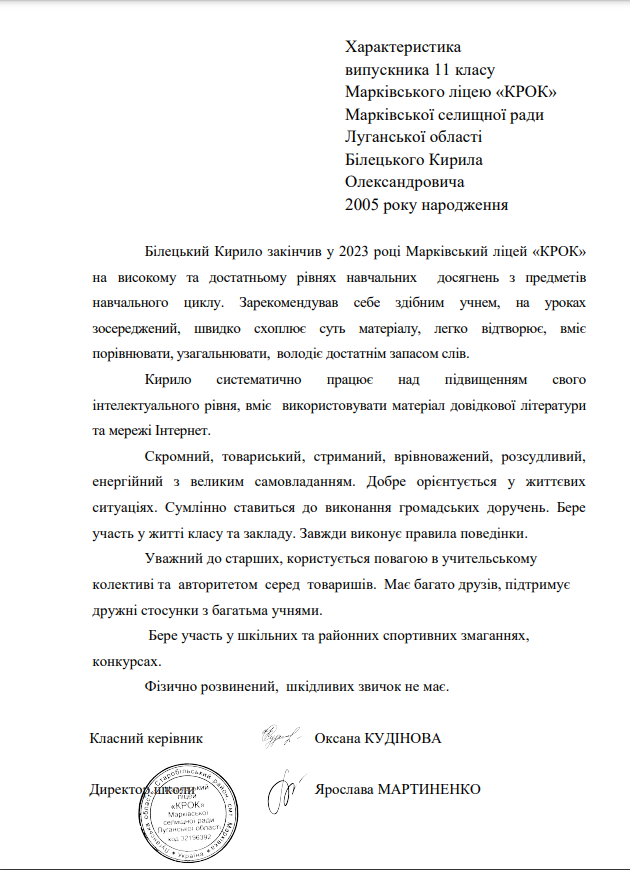 Характеристика
випускника 11 класу
Марківського ліцею «КРОК»
Марківської селищної ради
Луганської області
Білецького Кирила
Олександровича
2005 року народження
Білецький Кирило закінчив у 2023 році Марківський ліцей «КРОК»
на високому та достатньому рівнях навчальних досягнень з предметів
навчального циклу. Зарекомендував себе здібним учнем, на уроках
зосереджений, швидко схоплює суть матеріалу, легко відтворює, вміє
порівнювати, узагальнювати, володіє достатнім запасом слів.
Кирило систематично працює над підвищенням свого
інтелектуального рівня, вміє використовувати матеріал довідкової літератури
та мережі Інтернет.
Скромний, товариський, стриманий, врівноважений, розсудливий,
енергійний з великим самовладанням. Добре орієнтується у життєвих
ситуаціях. Сумлінно ставиться до виконання громадських доручень. Бере
участь у житті класу та закладу. Завжди виконує правила поведінки.
Уважний до старших, користується повагою в учительському
колективі та авторитетом серед товаришів. Має багато друзів, підтримує
дружні стосунки з багатьма учнями.
Бере участь у шкільних та районних спортивних змаганнях,
конкурсах.
Фізично розвинений, шкідливих звичок не має.
Класний керівник Оксана КУДІНОВА
Директор школи Ярослава МАРТИНЕНКО
ліцей
«КРОК»
Марківської
селищної ради
Луганської області
код 32196392